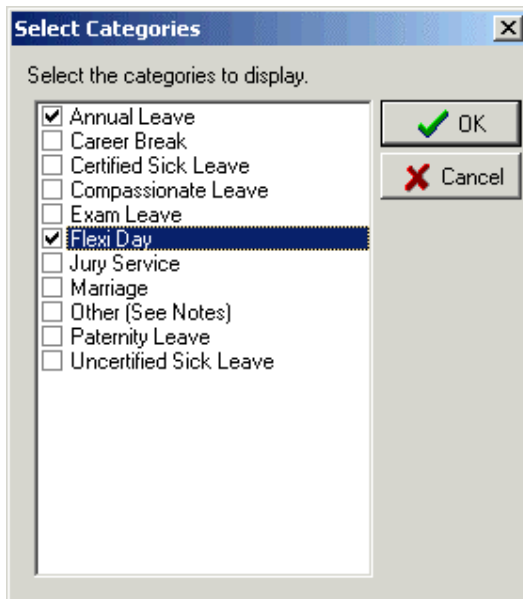 Select Categories
Select the categories to display.
Annual Leave
Career Break
Certified Sick Leave
Compassionate Leave
Exam Leave
Flexi Day
Jury Service
Marriage
Other (See Notes)
Paternity Leave
Uncertified Sick Leave
OK
Cancel